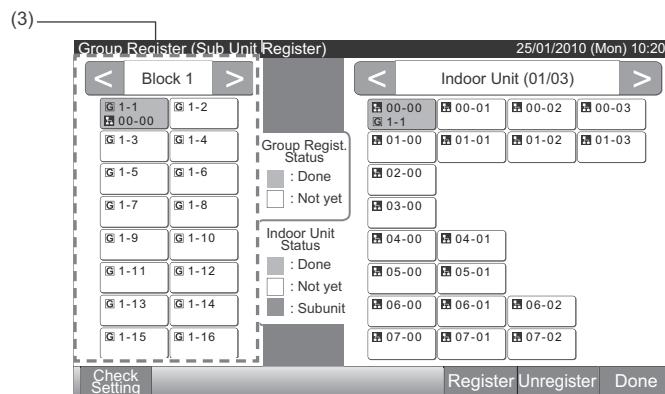 (3)
Group Register (Sub Unit Register) 25/01/2010 (Mon) 10:20
< Block 1 >
< Indoor Unit (01/03) >
G 1-1
00-00
G 1-2
G 1-3
G 1-4
G 1-5
G 1-6
G 1-7
G 1-8
G 1-9
G 1-10
G 1-11
G 1-12
G 1-13
G 1-14
G 1-15
G 1-16
Group Regist.
Status
: Done
: Not yet
Indoor Unit
Status
: Done
: Not yet
: Subunit
00-00
G 1-1
00-01
00-02
00-03
01-00
01-01
01-02
01-03
02-00
03-00
04-00
04-01
05-00
05-01
06-00
06-01
06-02
07-00
07-01
07-02
Check
Setting
Register
Unregister
Done